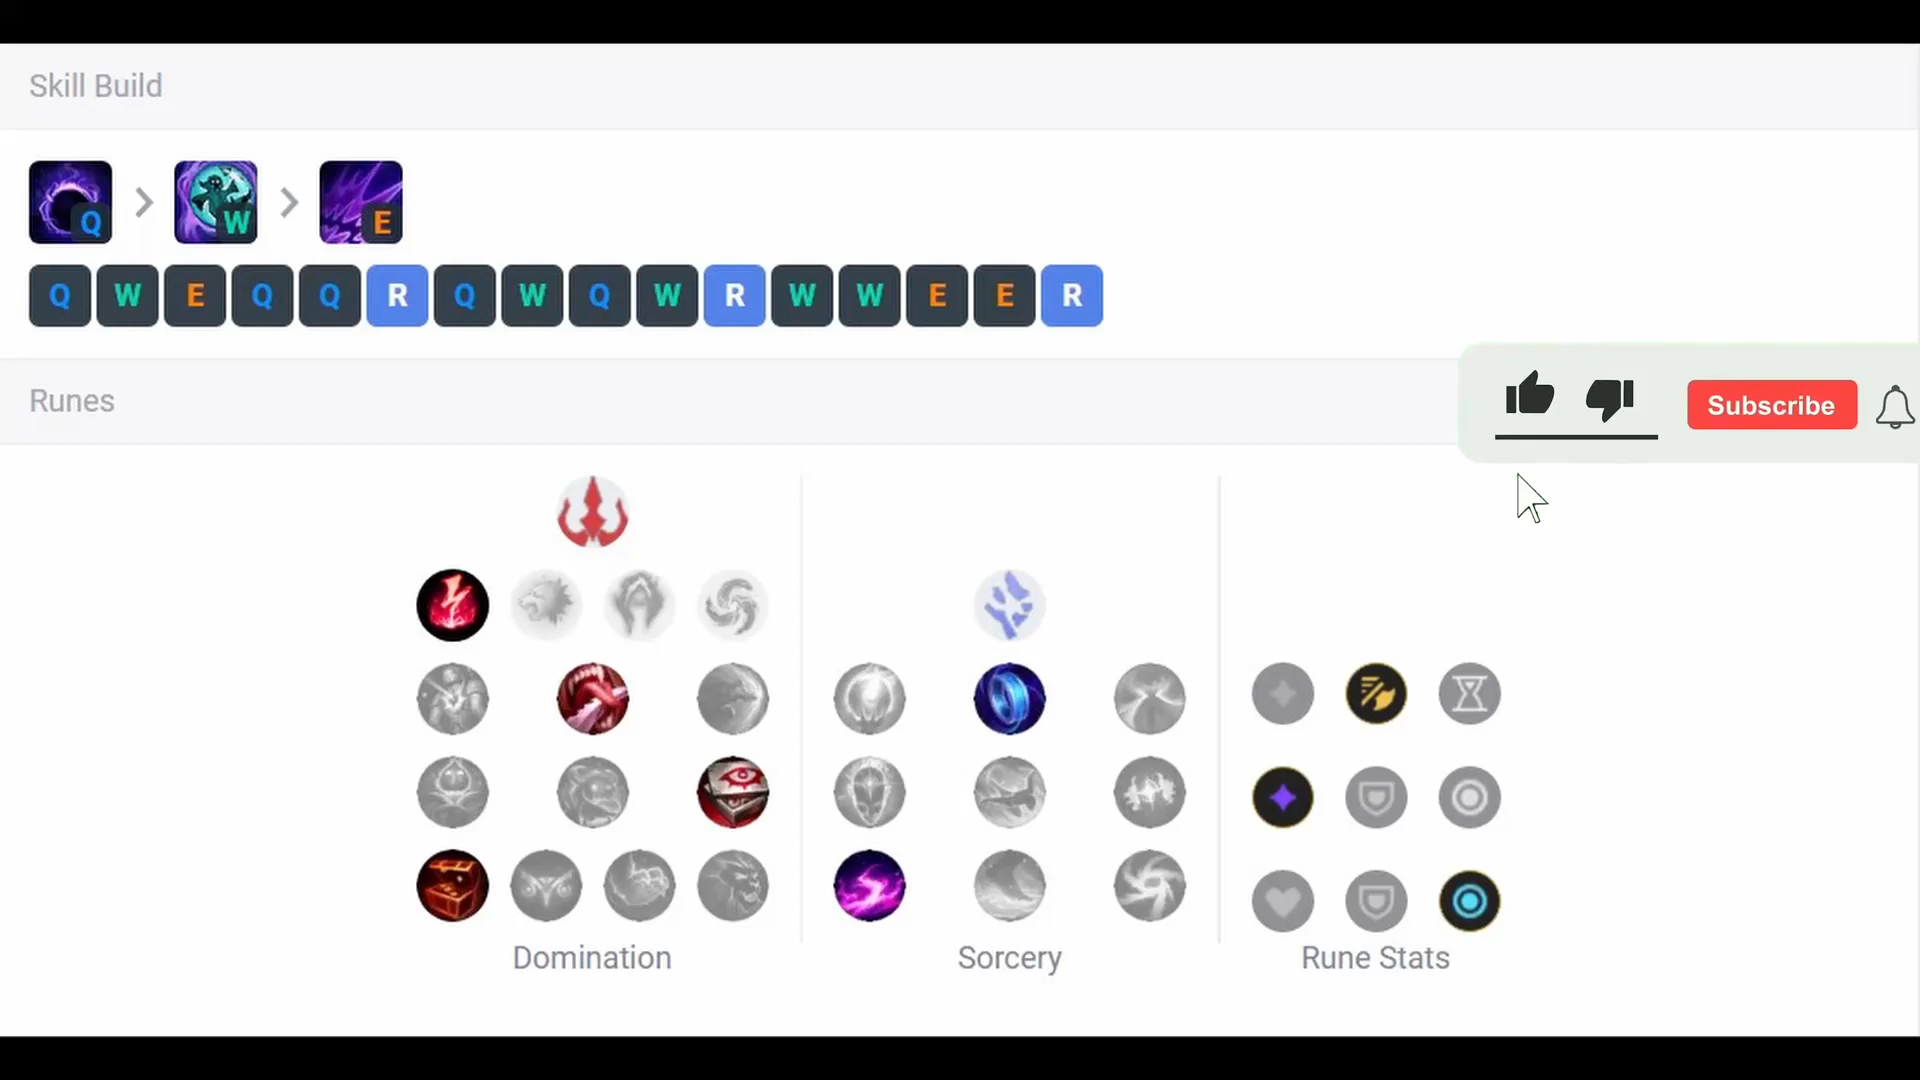 Skill Build
Q W E
Q W E Q Q R Q W Q W R W W E E R
Runes
Subscribe
Domination
Sorcery
Rune Stats